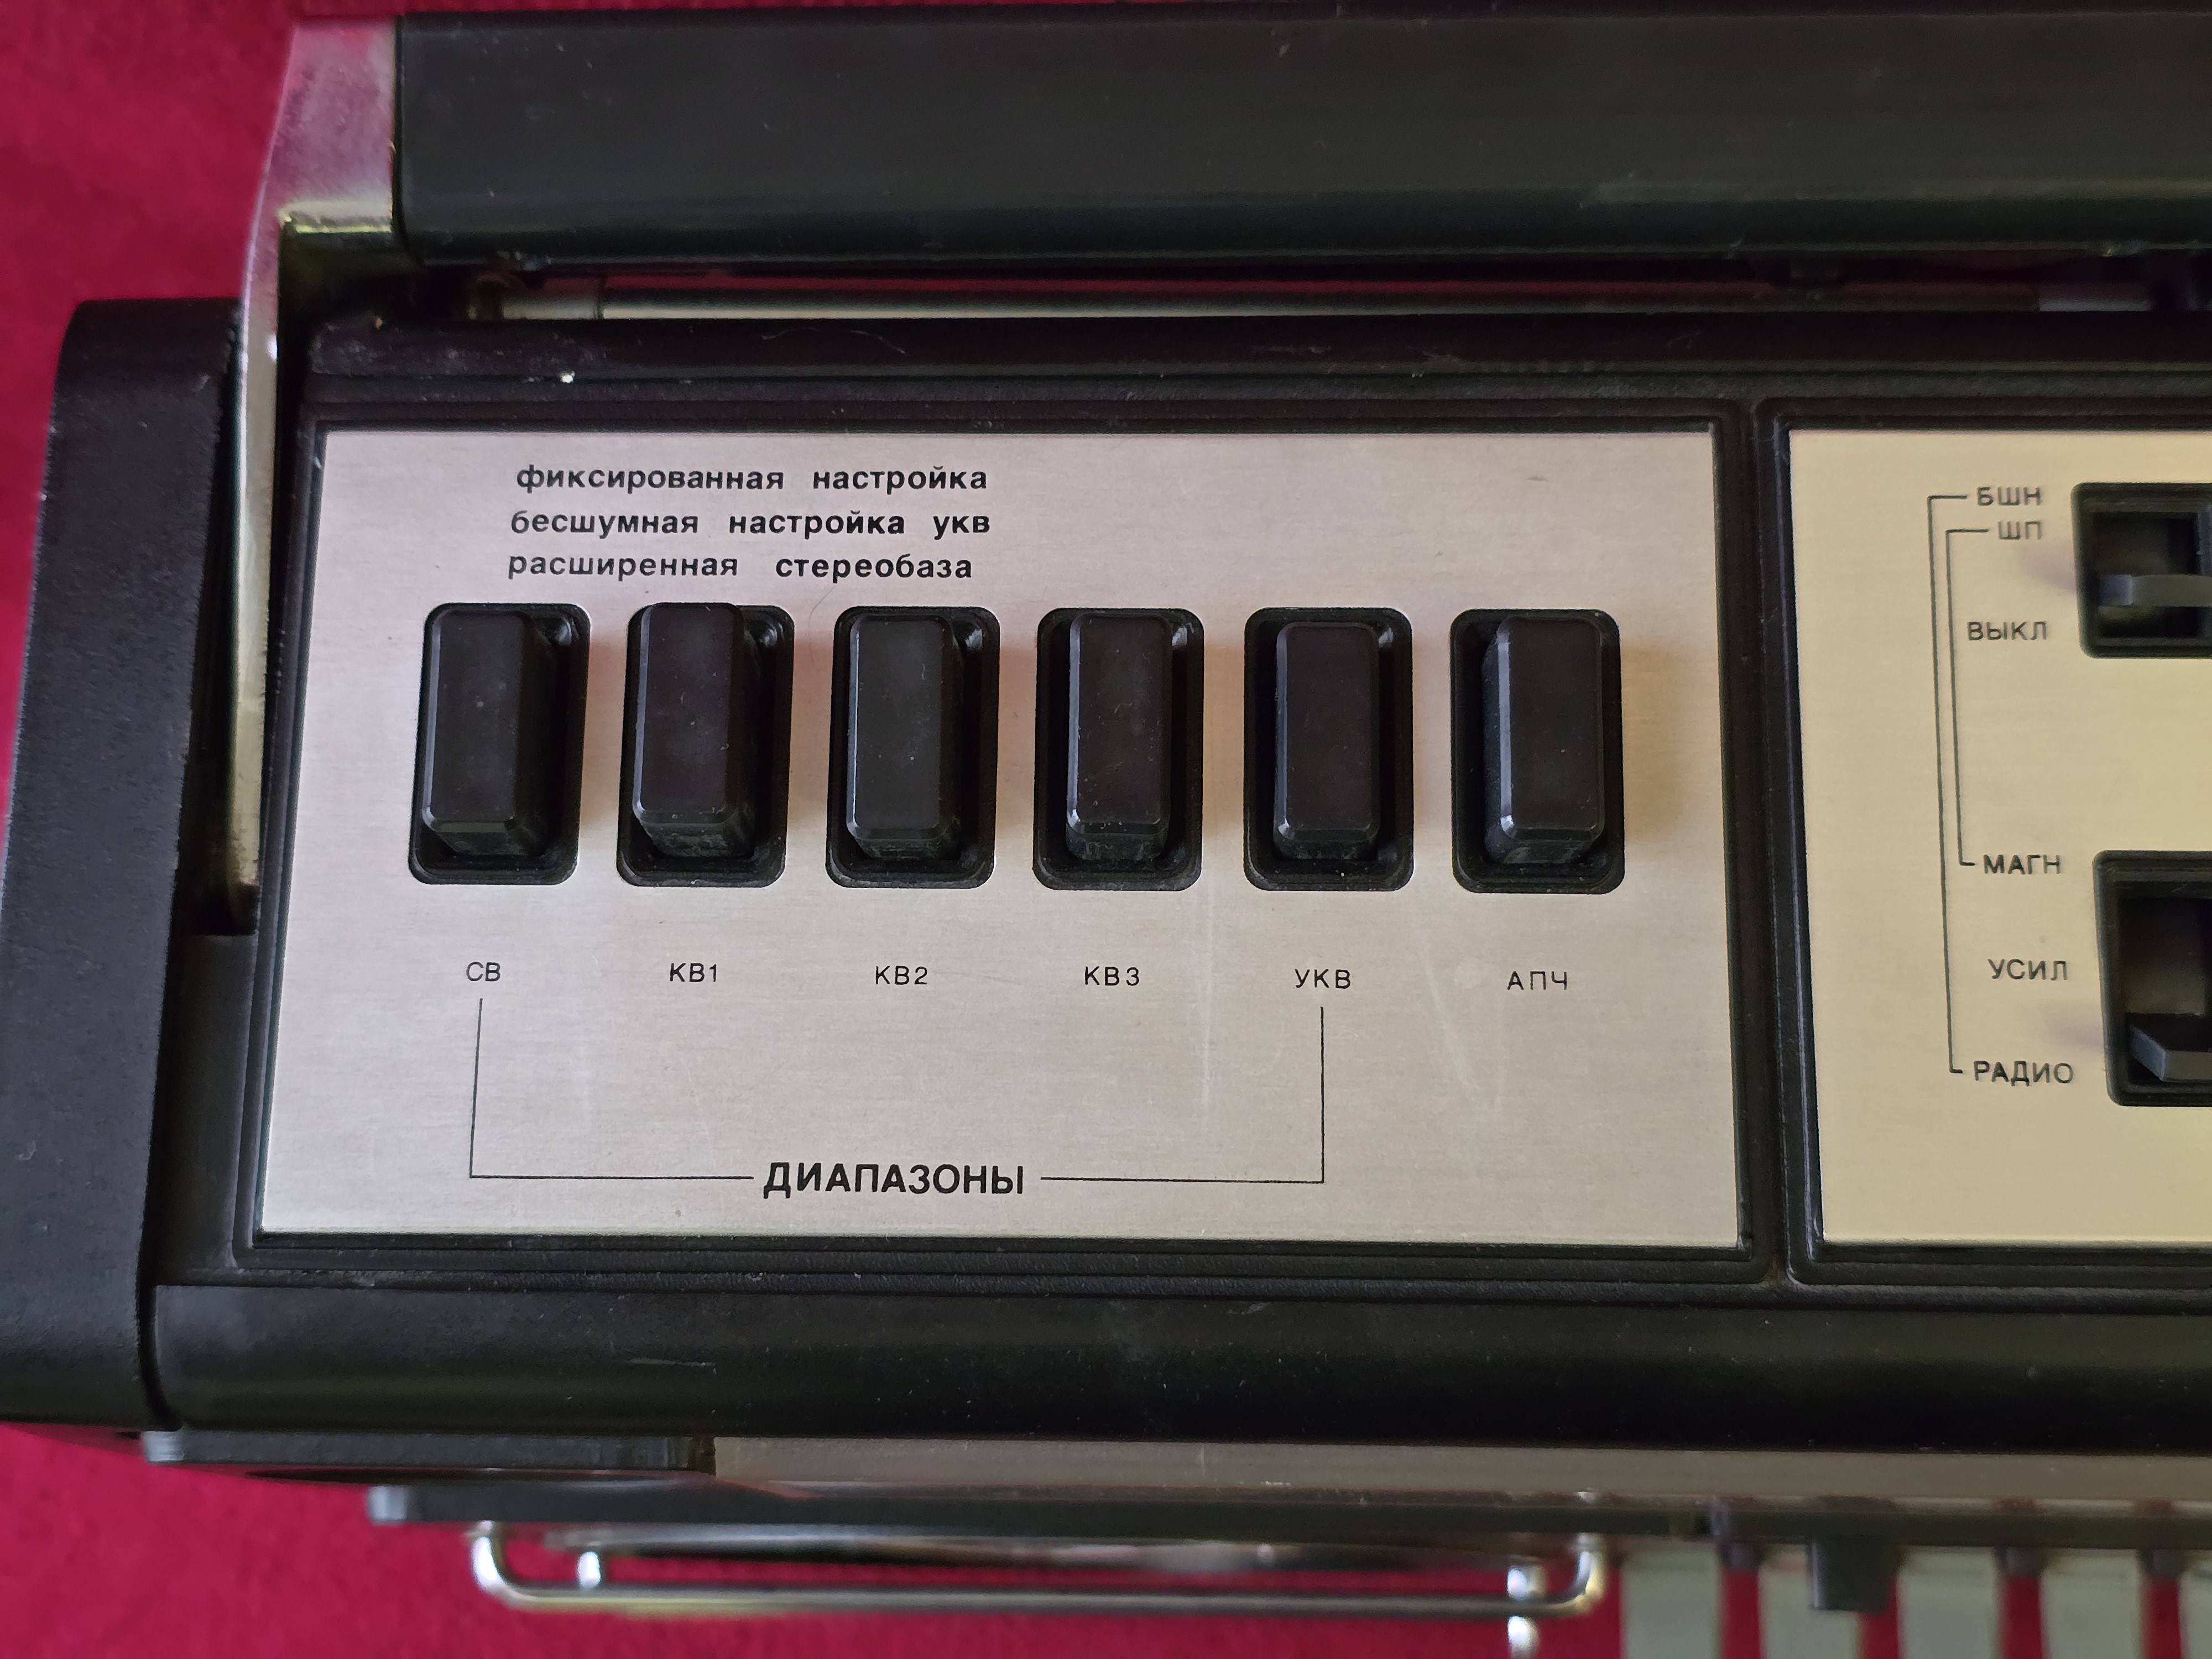 фиксированная настройка
бесшумная настройка укв
расширенная стереобаза
СВ КВ1 КВ2 КВ3 УКВ АПЧ
ДИАПАЗОНЫ
БШН
ШП
ВЫКЛ
МАГН
УСИЛ
РАДИО